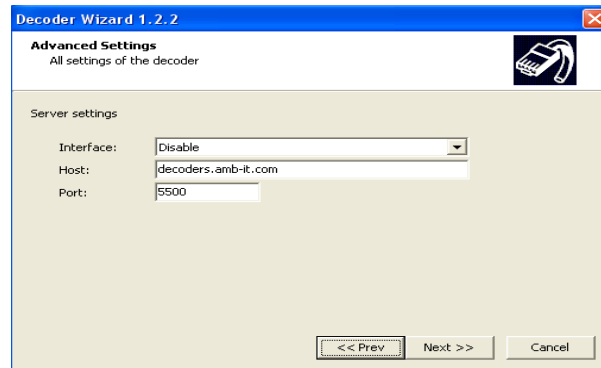 Decoder Wizard 1.2.2
Advanced Settings
All settings of the decoder
Server settings
Interface: Disable
Host: decoders.amb-it.com
Port: 5500
<< Prev Next >> Cancel